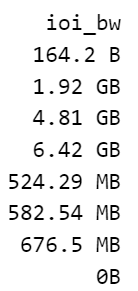 ioi_bw
164.2 B
1.92 GB
4.81 GB
6.42 GB
524.29 MB
582.54 MB
676.5 MB
0B